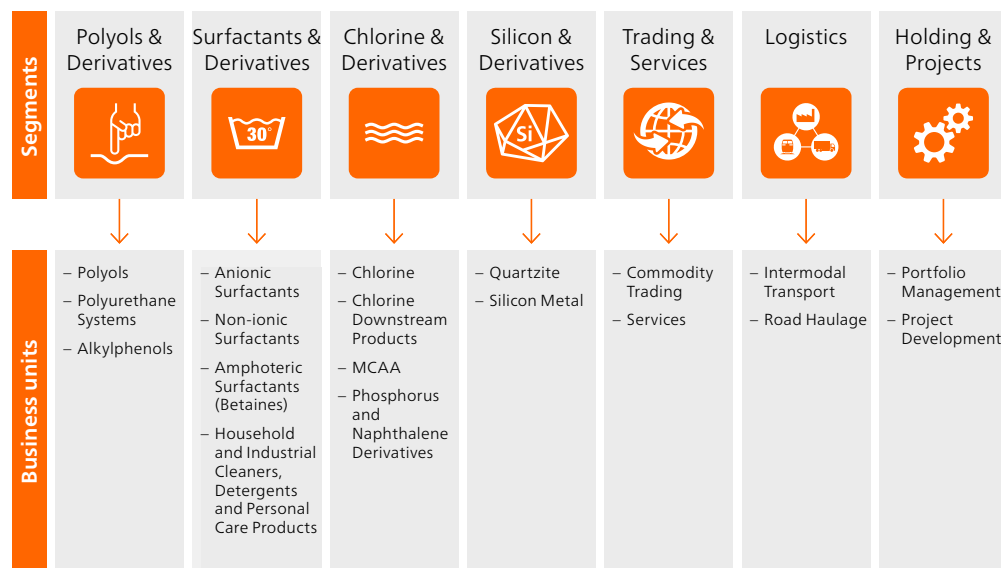 Segments
Polyols &
Derivatives
Surfactants &
Derivatives
30°
Chlorine &
Derivatives
Silicon &
Derivatives
Si
Trading &
Services
Logistics
Holding &
Projects
Business units
– Polyols
– Polyurethane
Systems
– Alkylphenols
– Anionic
Surfactants
– Non-ionic
Surfactants
– Amphoteric
Surfactants
(Betaines)
– Household
and Industrial
Cleaners,
Detergents
and Personal
Care Products
– Chlorine
– Chlorine
Downstream
Products
– MCAA
– Phosphorus
and
Naphthalene
Derivatives
– Quartzite
– Silicon Metal
– Commodity
Trading
– Services
– Intermodal
Transport
– Road Haulage
– Portfolio
Management
– Project
Development